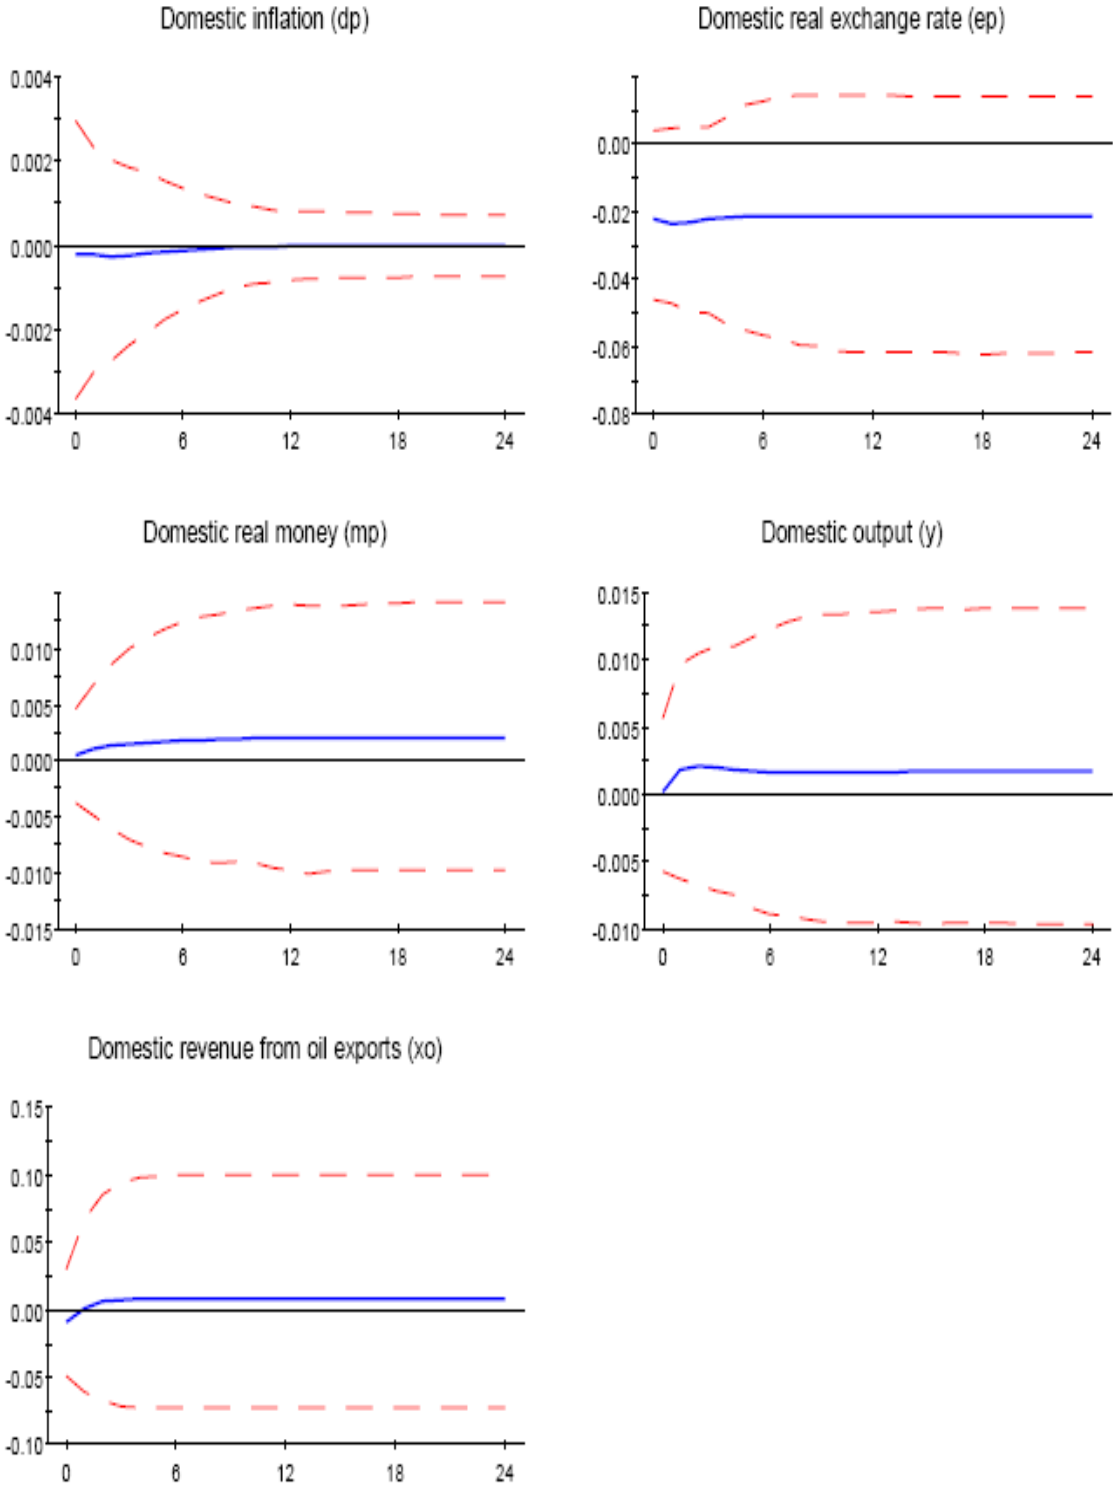 Domestic inflation (dp)
0.004
0.002
0.000
-0.002
-0.004
0 6 12 18 24
Domestic real exchange rate (ep)
0.00
-0.02
-0.04
-0.06
-0.08
0 6 12 18 24
Domestic real money (mp)
0.010
0.005
0.000
-0.005
-0.010
-0.015
0 6 12 18 24
Domestic output (y)
0.015
0.010
0.005
0.000
-0.005
-0.010
0 6 12 18 24
Domestic revenue from oil exports (xo)
0.15
0.10
0.05
0.00
-0.05
-0.10
0 6 12 18 24